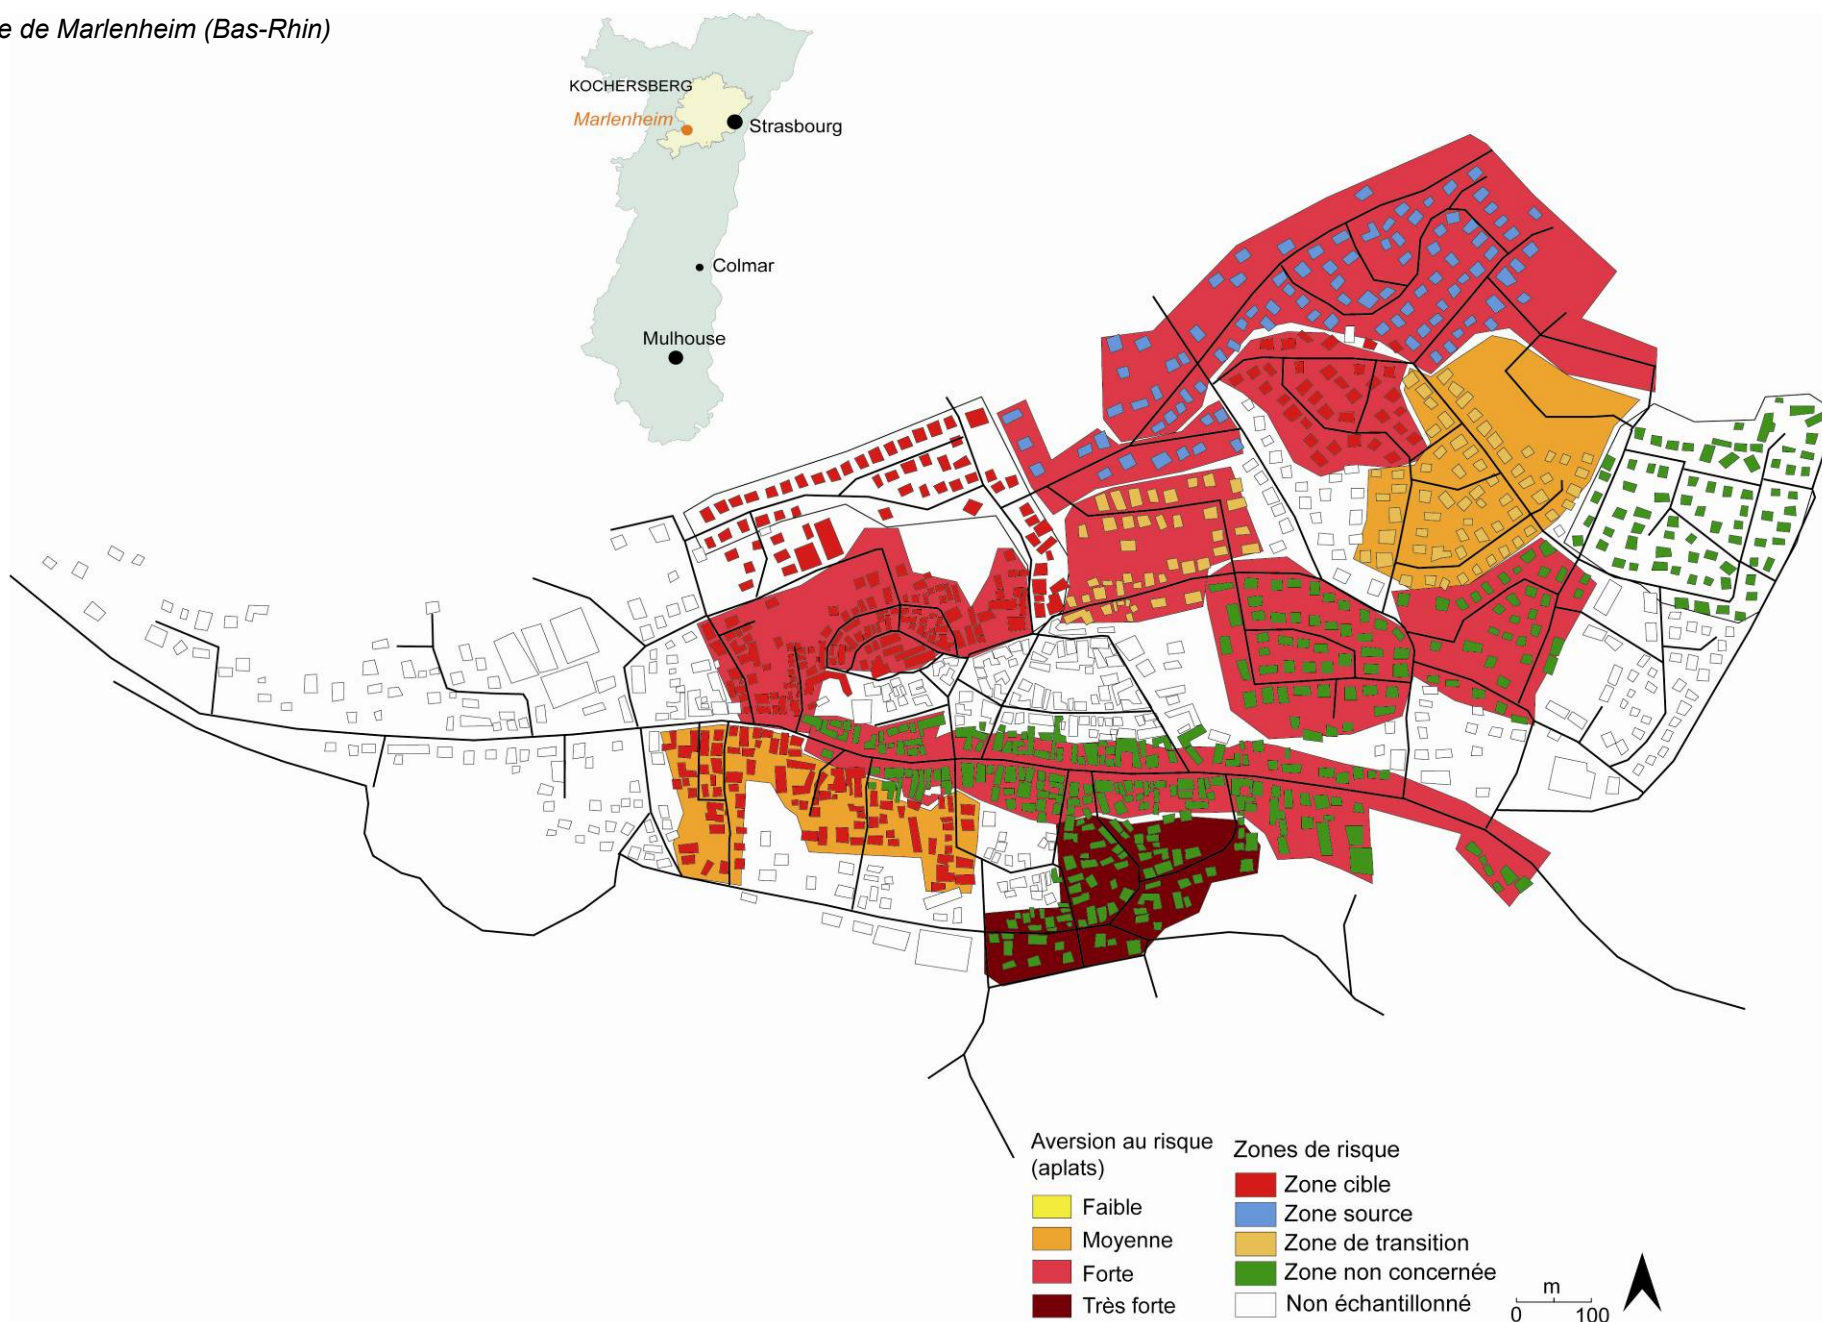 e de Marlenheim (Bas-Rhin)
KOCHERSBERG
Marlenheim
Strasbourg
Colmar
Mulhouse
Aversion au risque
(aplats)
Faible
Moyenne
Forte
Très forte
Zones de risque
Zone cible
Zone source
Zone de transition
Zone non concernée
Non échantillonné
m
0 100